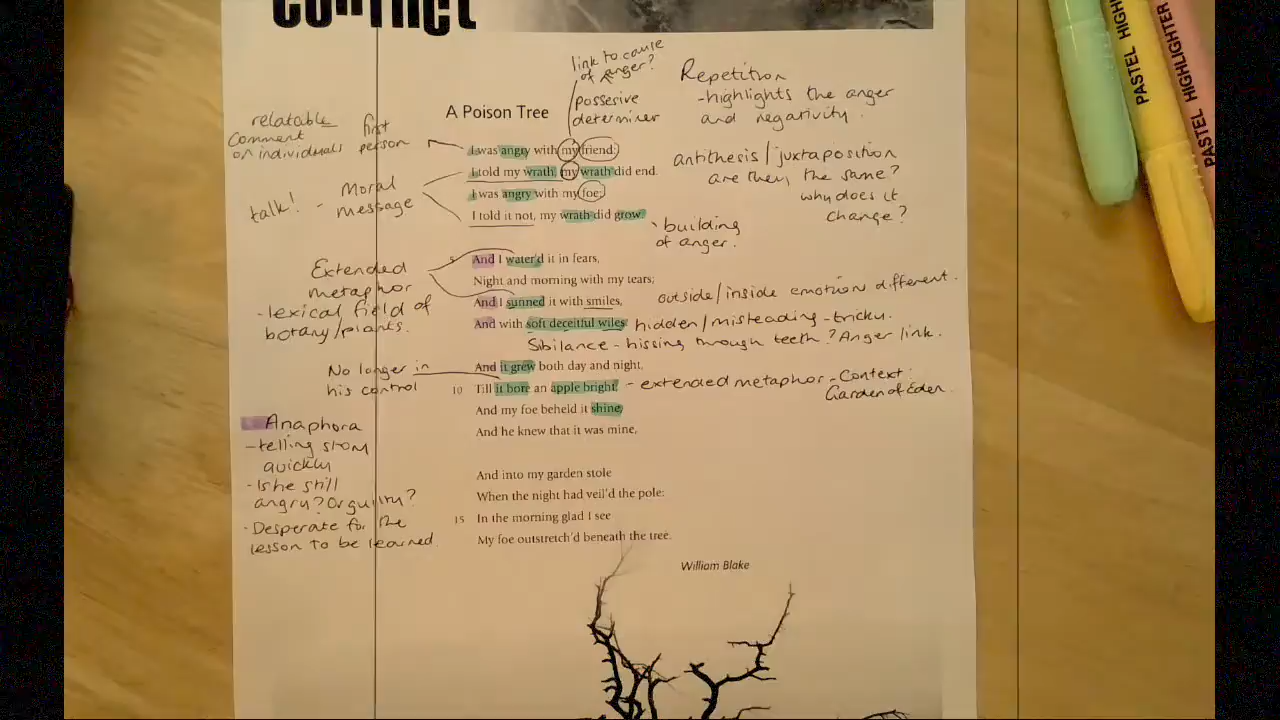 Conflict
link to cause
of anger?
possesive
determiner
Repetition
-highlights the anger
and negativity.
A Poison Tree
relatable
comment
on individuals
first
person
I was angry with my friend:
I told my wrath, my wrath did end.
I was angry with my foe:
I told it not, my wrath did grow.
antithesis/juxtaposition
are they the same?
why does it
change?
talk! - Moral
message
building
of anger.
5 And I water'd it in fears,
Night and morning with my tears;
And I sunned it with smiles,
And with soft deceitful wiles.
Extended
metaphor
-lexical field of
botany/plants.
outside/inside emotion different.
hidden/misleading-tricky.
Sibilance - hissing through teeth? Anger link.
And it grew both day and night,
10 Till it bore an apple bright.
And my foe beheld it shine,
And he knew that it was mine,
No longer in
his control
- extended metaphor - Context:
Garden of Eden
Anaphora
-telling story
quickly
-Is he still
angry? Or guilty?
-Desperate for the
lesson to be learned.
And into my garden stole
When the night had veil'd the pole:
15 In the morning glad I see
My foe outstretch'd beneath the tree.
William Blake
PASTEL HIGH
PASTEL HIGHLIGHTER